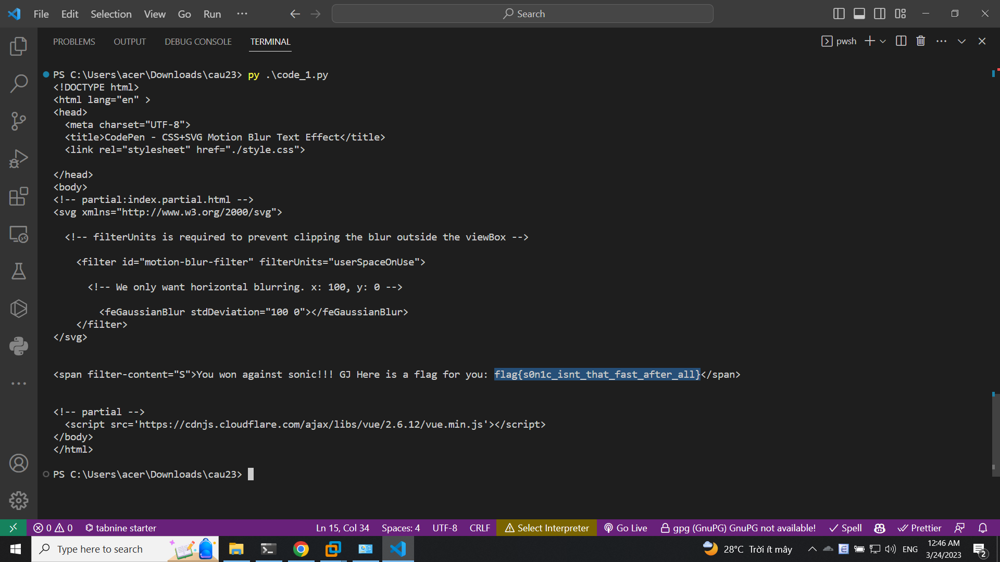 File Edit Selection View Go Run ··· Search
PROBLEMS OUTPUT DEBUG CONSOLE TERMINAL pwsh
PS C:\Users\acer\Downloads\cau23> py .\code_1.py
<!DOCTYPE html>
<html lang="en" >
<head>
  <meta charset="UTF-8">
  <title>CodePen - CSS+SVG Motion Blur Text Effect</title>
  <link rel="stylesheet" href="./style.css">
</head>
<body>
<!-- partial:index.partial.html -->
<svg xmlns="http://www.w3.org/2000/svg">
  <!-- filterUnits is required to prevent clipping the blur outside the viewBox -->
    <filter id="motion-blur-filter" filterUnits="userSpaceOnUse">
      <!-- We only want horizontal blurring. x: 100, y: 0 -->
        <feGaussianBlur stdDeviation="100 0"></feGaussianBlur>
    </filter>
</svg>
<span filter-content="S">You won against sonic!!! GJ Here is a flag for you: flag{s0n1c_isnt_that_fast_after_all}</span>
<!-- partial -->
  <script src='https://cdnjs.cloudflare.com/ajax/libs/vue/2.6.12/vue.min.js'></script>
</body>
</html>
PS C:\Users\acer\Downloads\cau23>
0 0 tabnine starter Ln 15, Col 34 Spaces: 4 UTF-8 CRLF Select Interpreter Go Live gpg (GnuPG) GnuPG not available! Spell Prettier
Type here to search 28°C Trời ít mây ENG 12:46 AM
3/24/2023 2